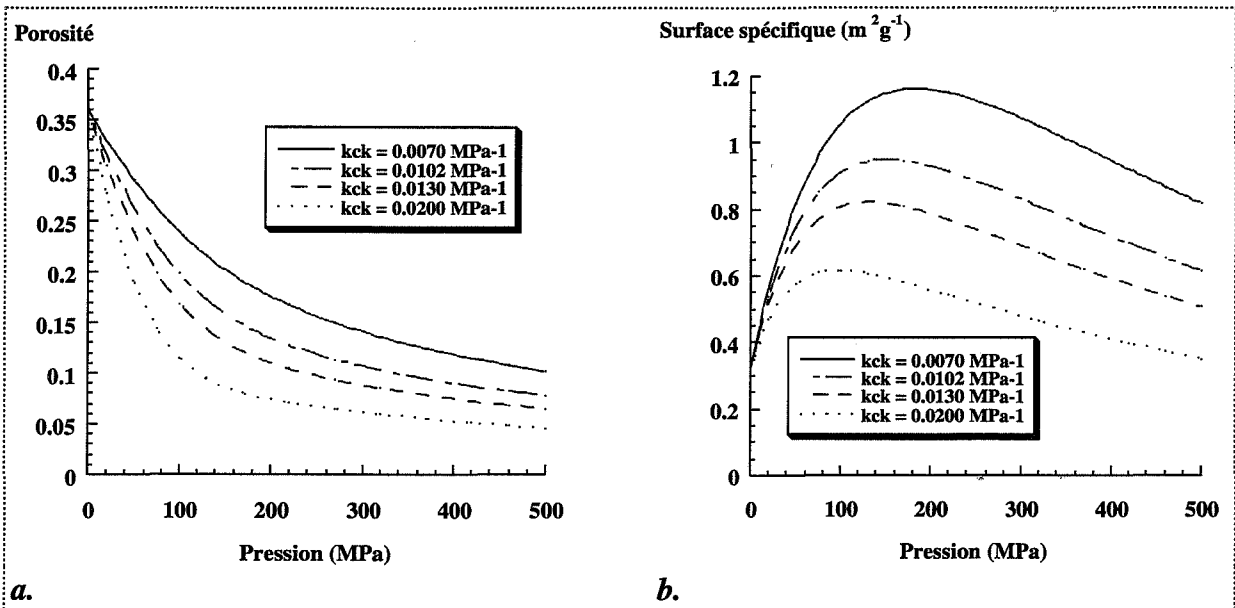 Porosité
0.4
0.35
0.3
0.25
0.2
0.15
0.1
0.05
0
kck = 0.0070 MPa-1
kck = 0.0102 MPa-1
kck = 0.0130 MPa-1
kck = 0.0200 MPa-1
0 100 200 300 400 500
Pression (MPa)
a.
Surface spécifique (m²g⁻¹)
1.2
1
0.8
0.6
0.4
0.2
0
kck = 0.0070 MPa-1
kck = 0.0102 MPa-1
kck = 0.0130 MPa-1
kck = 0.0200 MPa-1
0 100 200 300 400 500
Pression (MPa)
b.